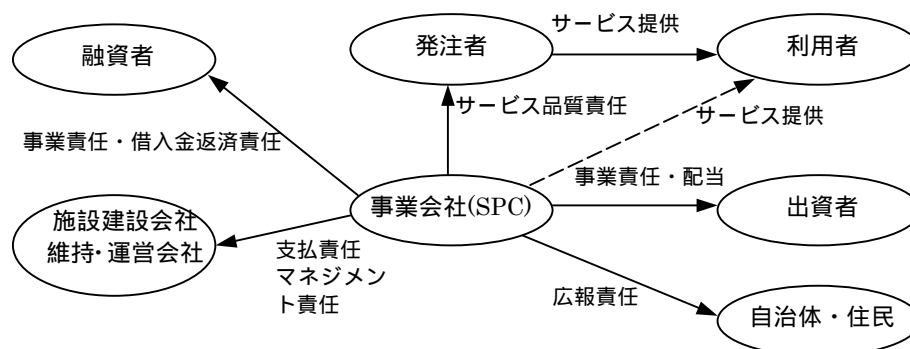 サービス提供
融資者
発注者
利用者
サービス品質責任
サービス提供
事業責任・借入金返済責任
事業責任・配当
事業会社(SPC)
出資者
施設建設会社
維持・運営会社
支払責任
マネジメン
ト責任
広報責任
自治体・住民